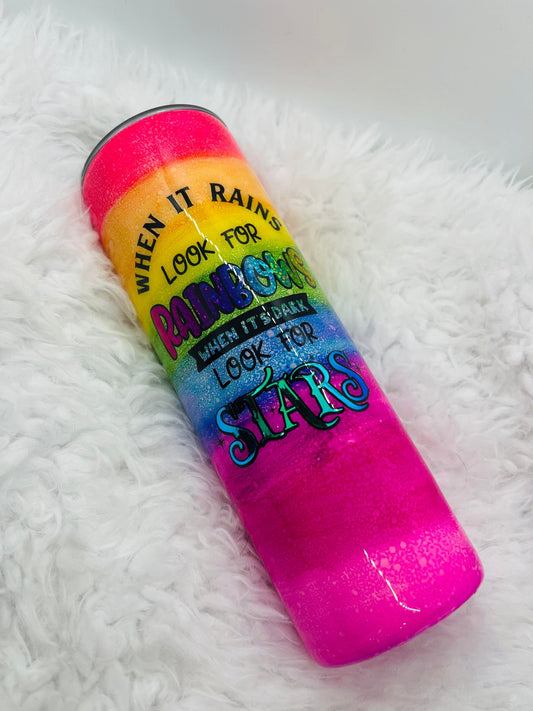 WHEN IT RAINS
LOOK FOR
RAINBOWS
WHEN IT'S DARK
LOOK FOR
STARS